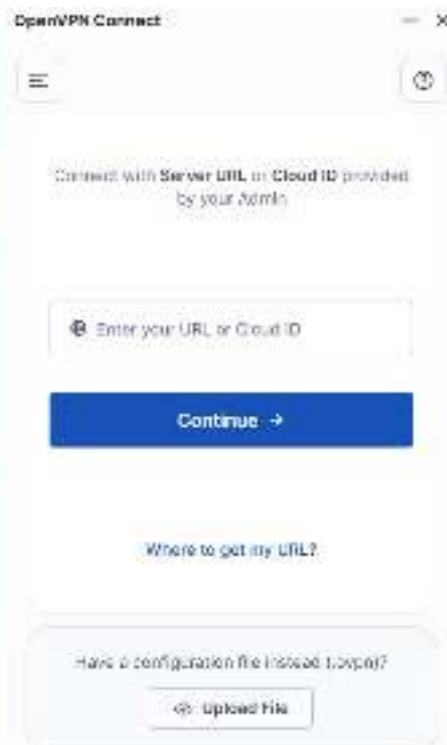 OpenVPN Connect
Connect with Server URL or Cloud ID provided
by your Admin
Enter your URL or Cloud ID
Continue →
Where to get my URL?
Have a configuration file instead (.ovpn)?
Upload File